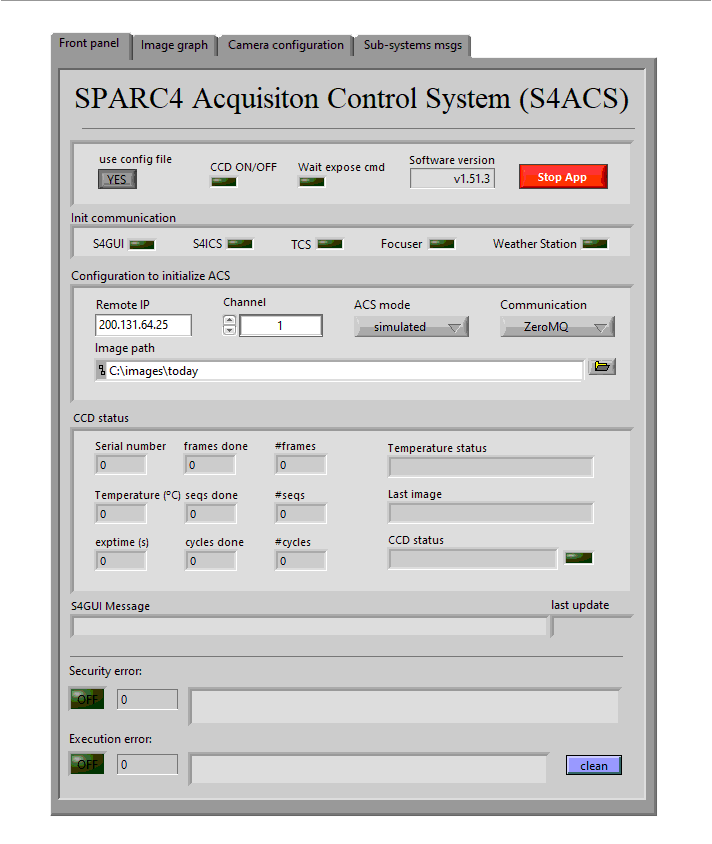 Front panel Image graph Camera configuration Sub-systems msgs
SPARC4 Acquisiton Control System (S4ACS)
use config file CCD ON/OFF Wait expose cmd Software version
YES v1.51.3 Stop App
Init communication
S4GUI S4ICS TCS Focuser Weather Station
Configuration to initialize ACS
Remote IP Channel ACS mode Communication
200.131.64.25 1 simulated ZeroMQ
Image path
C:\images\today
CCD status
Serial number frames done #frames Temperature status
0 0 0
Temperature (ºC) seqs done #seqs Last image
0 0 0
exptime (s) cycles done #cycles CCD status
0 0 0
S4GUI Message last update
Security error:
OFF 0
Execution error:
OFF 0 clean